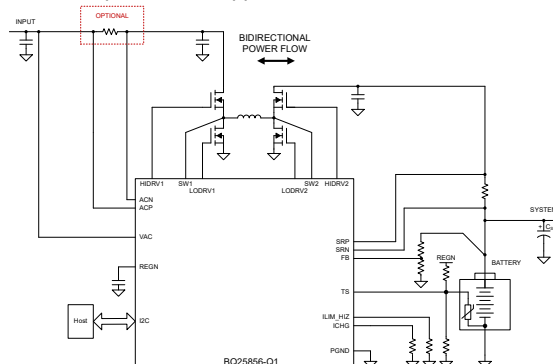 INPUT
OPTIONAL
BIDIRECTIONAL
POWER FLOW
HIDRV1
SW1
LODRV1
LODRV2
SW2
HIDRV2
ACN
ACP
VAC
REGN
Host
I2C
SRP
SRN
FB
TS
ILIM_HIZ
ICHG
PGND
REGN
BATTERY
SYSTEM
+
BQ25856-Q1